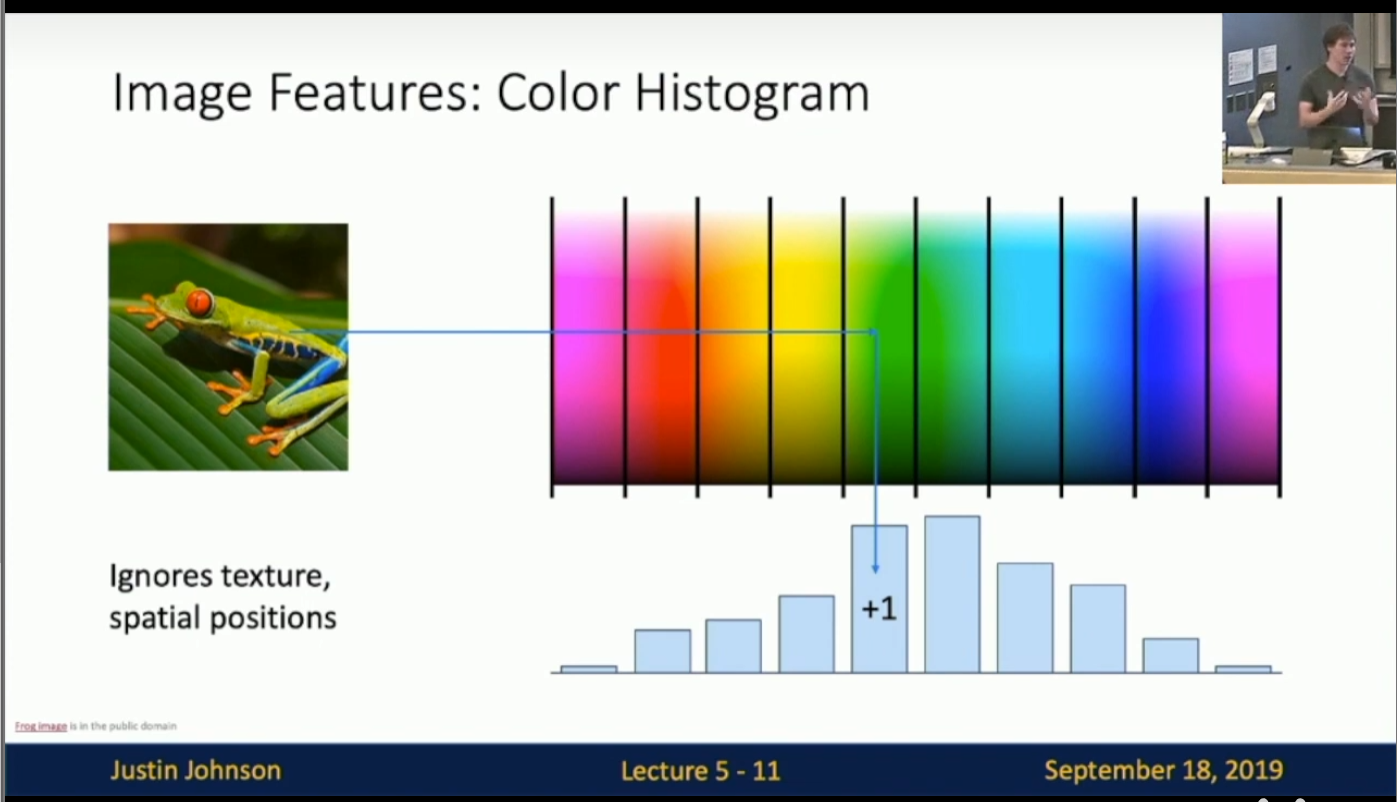 Image Features: Color Histogram
Ignores texture,
spatial positions
+1
Frog image is in the public domain
Justin Johnson
Lecture 5 - 11
September 18, 2019